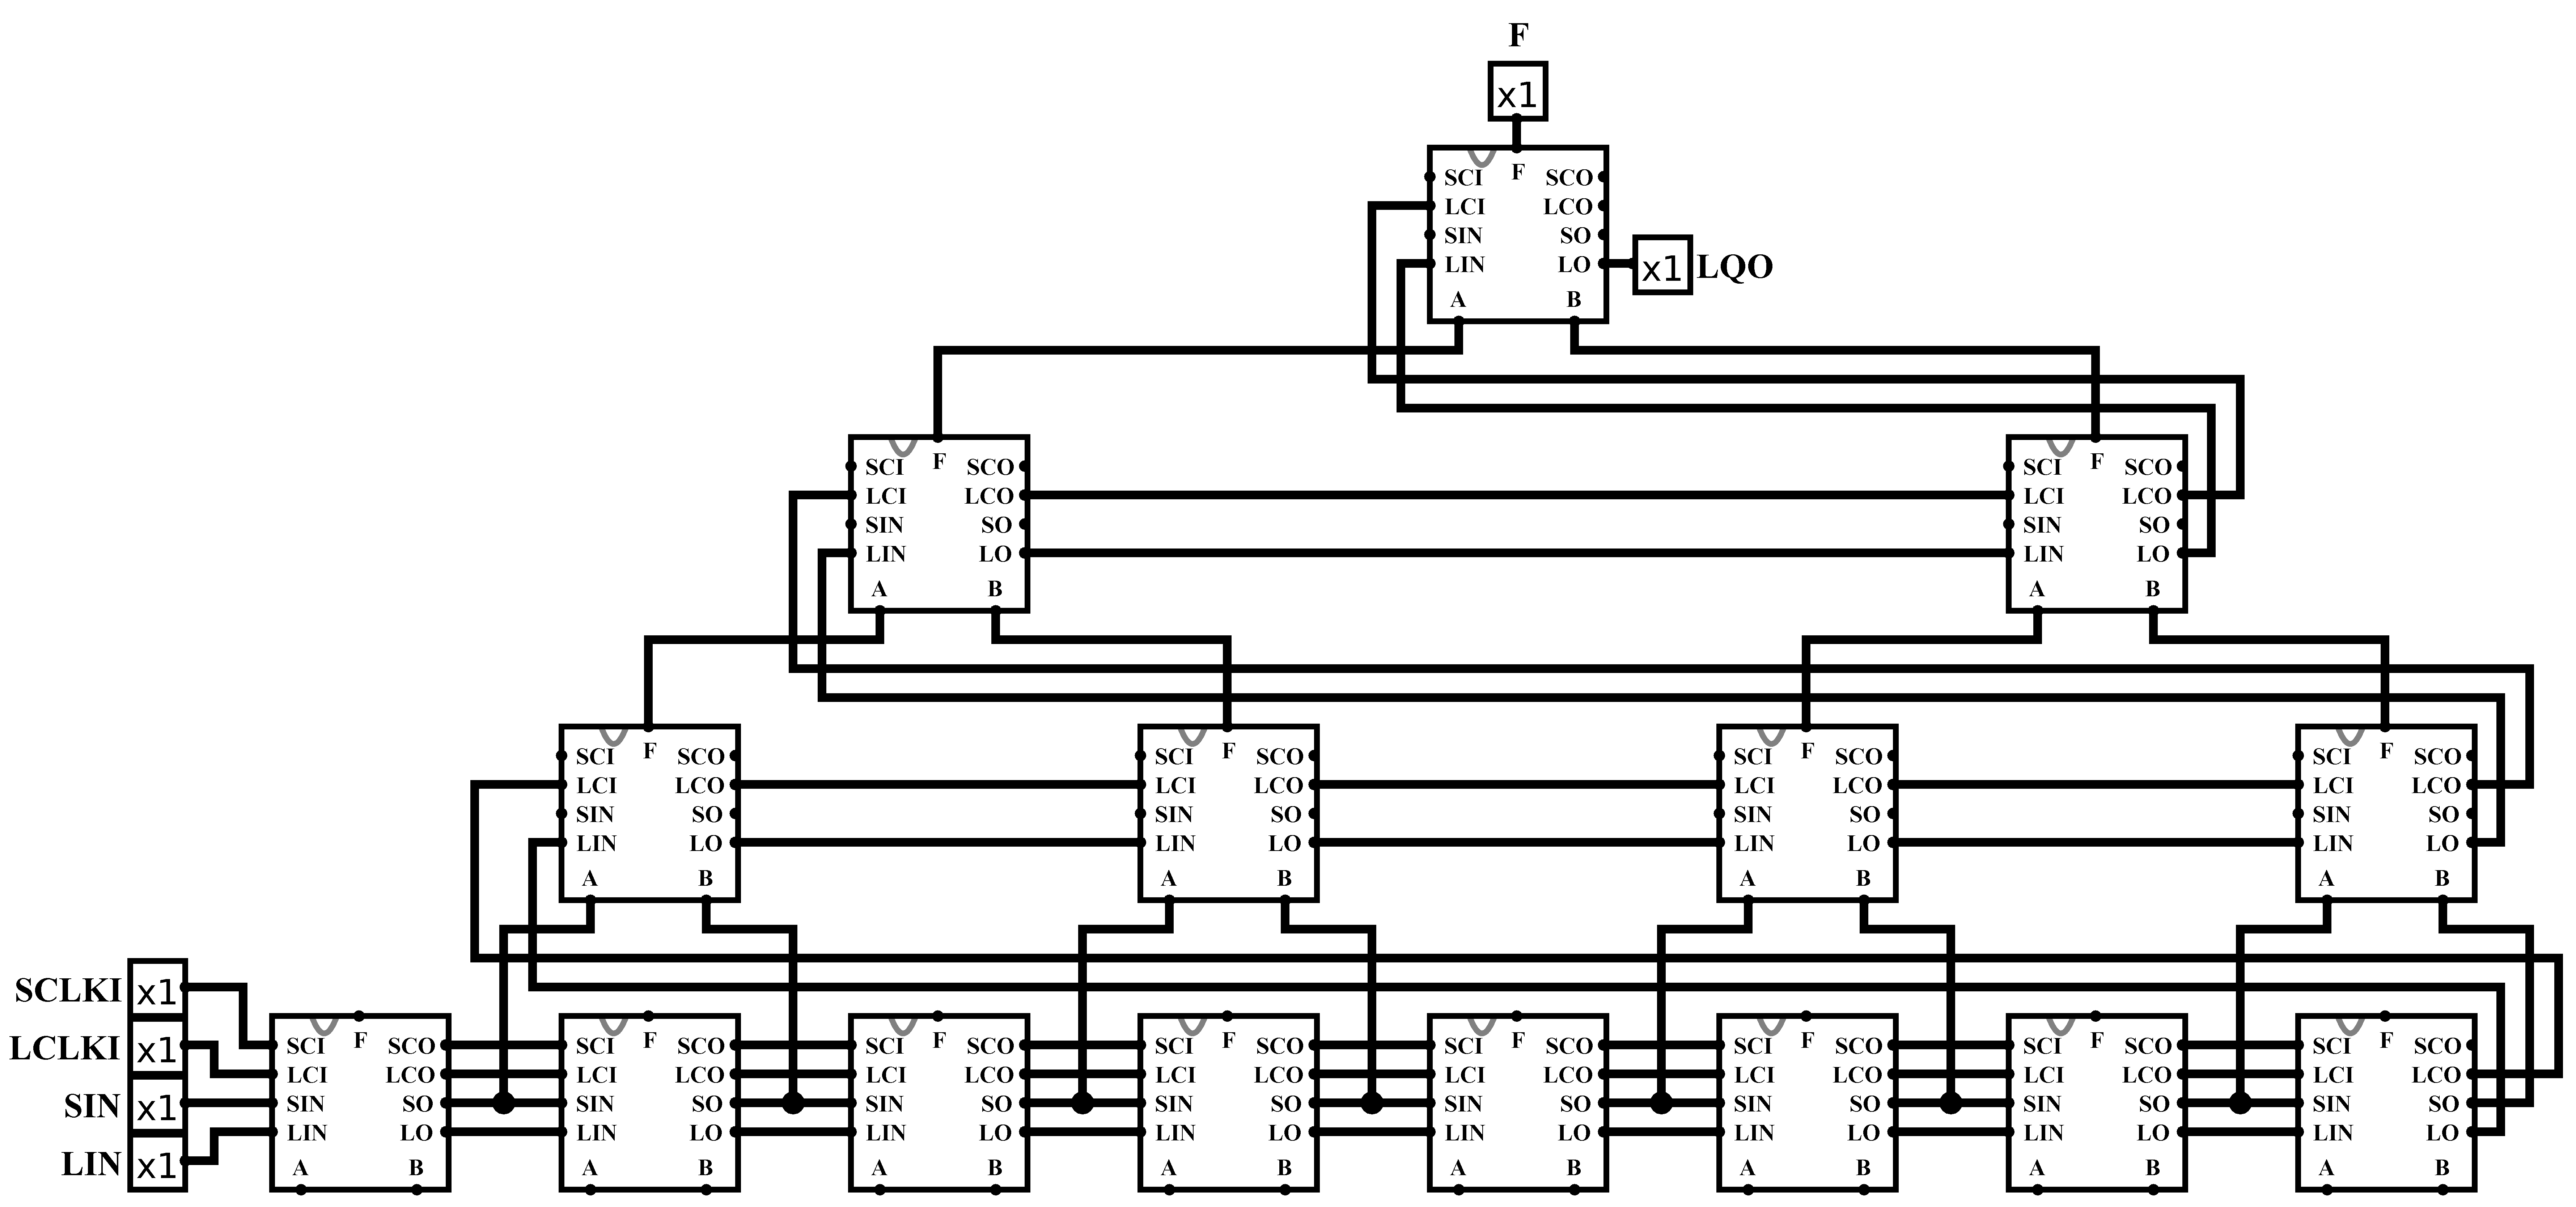 F
x1
F
SCI SCO
LCI LCO
SIN SO
LIN LO x1 LQO
A B
F F
SCI SCO SCI SCO
LCI LCO LCI LCO
SIN SO SIN SO
LIN LO LIN LO
A B A B
F F F F
SCI SCO SCI SCO SCI SCO SCI SCO
LCI LCO LCI LCO LCI LCO LCI LCO
SIN SO SIN SO SIN SO SIN SO
LIN LO LIN LO LIN LO LIN LO
A B A B A B A B
SCLKI x1
LCLKI x1
SIN x1
LIN x1
F F F F F F F F
SCI SCO SCI SCO SCI SCO SCI SCO SCI SCO SCI SCO SCI SCO SCI SCO
LCI LCO LCI LCO LCI LCO LCI LCO LCI LCO LCI LCO LCI LCO LCI LCO
SIN SO SIN SO SIN SO SIN SO SIN SO SIN SO SIN SO SIN SO
LIN LO LIN LO LIN LO LIN LO LIN LO LIN LO LIN LO LIN LO
A B A B A B A B A B A B A B A B